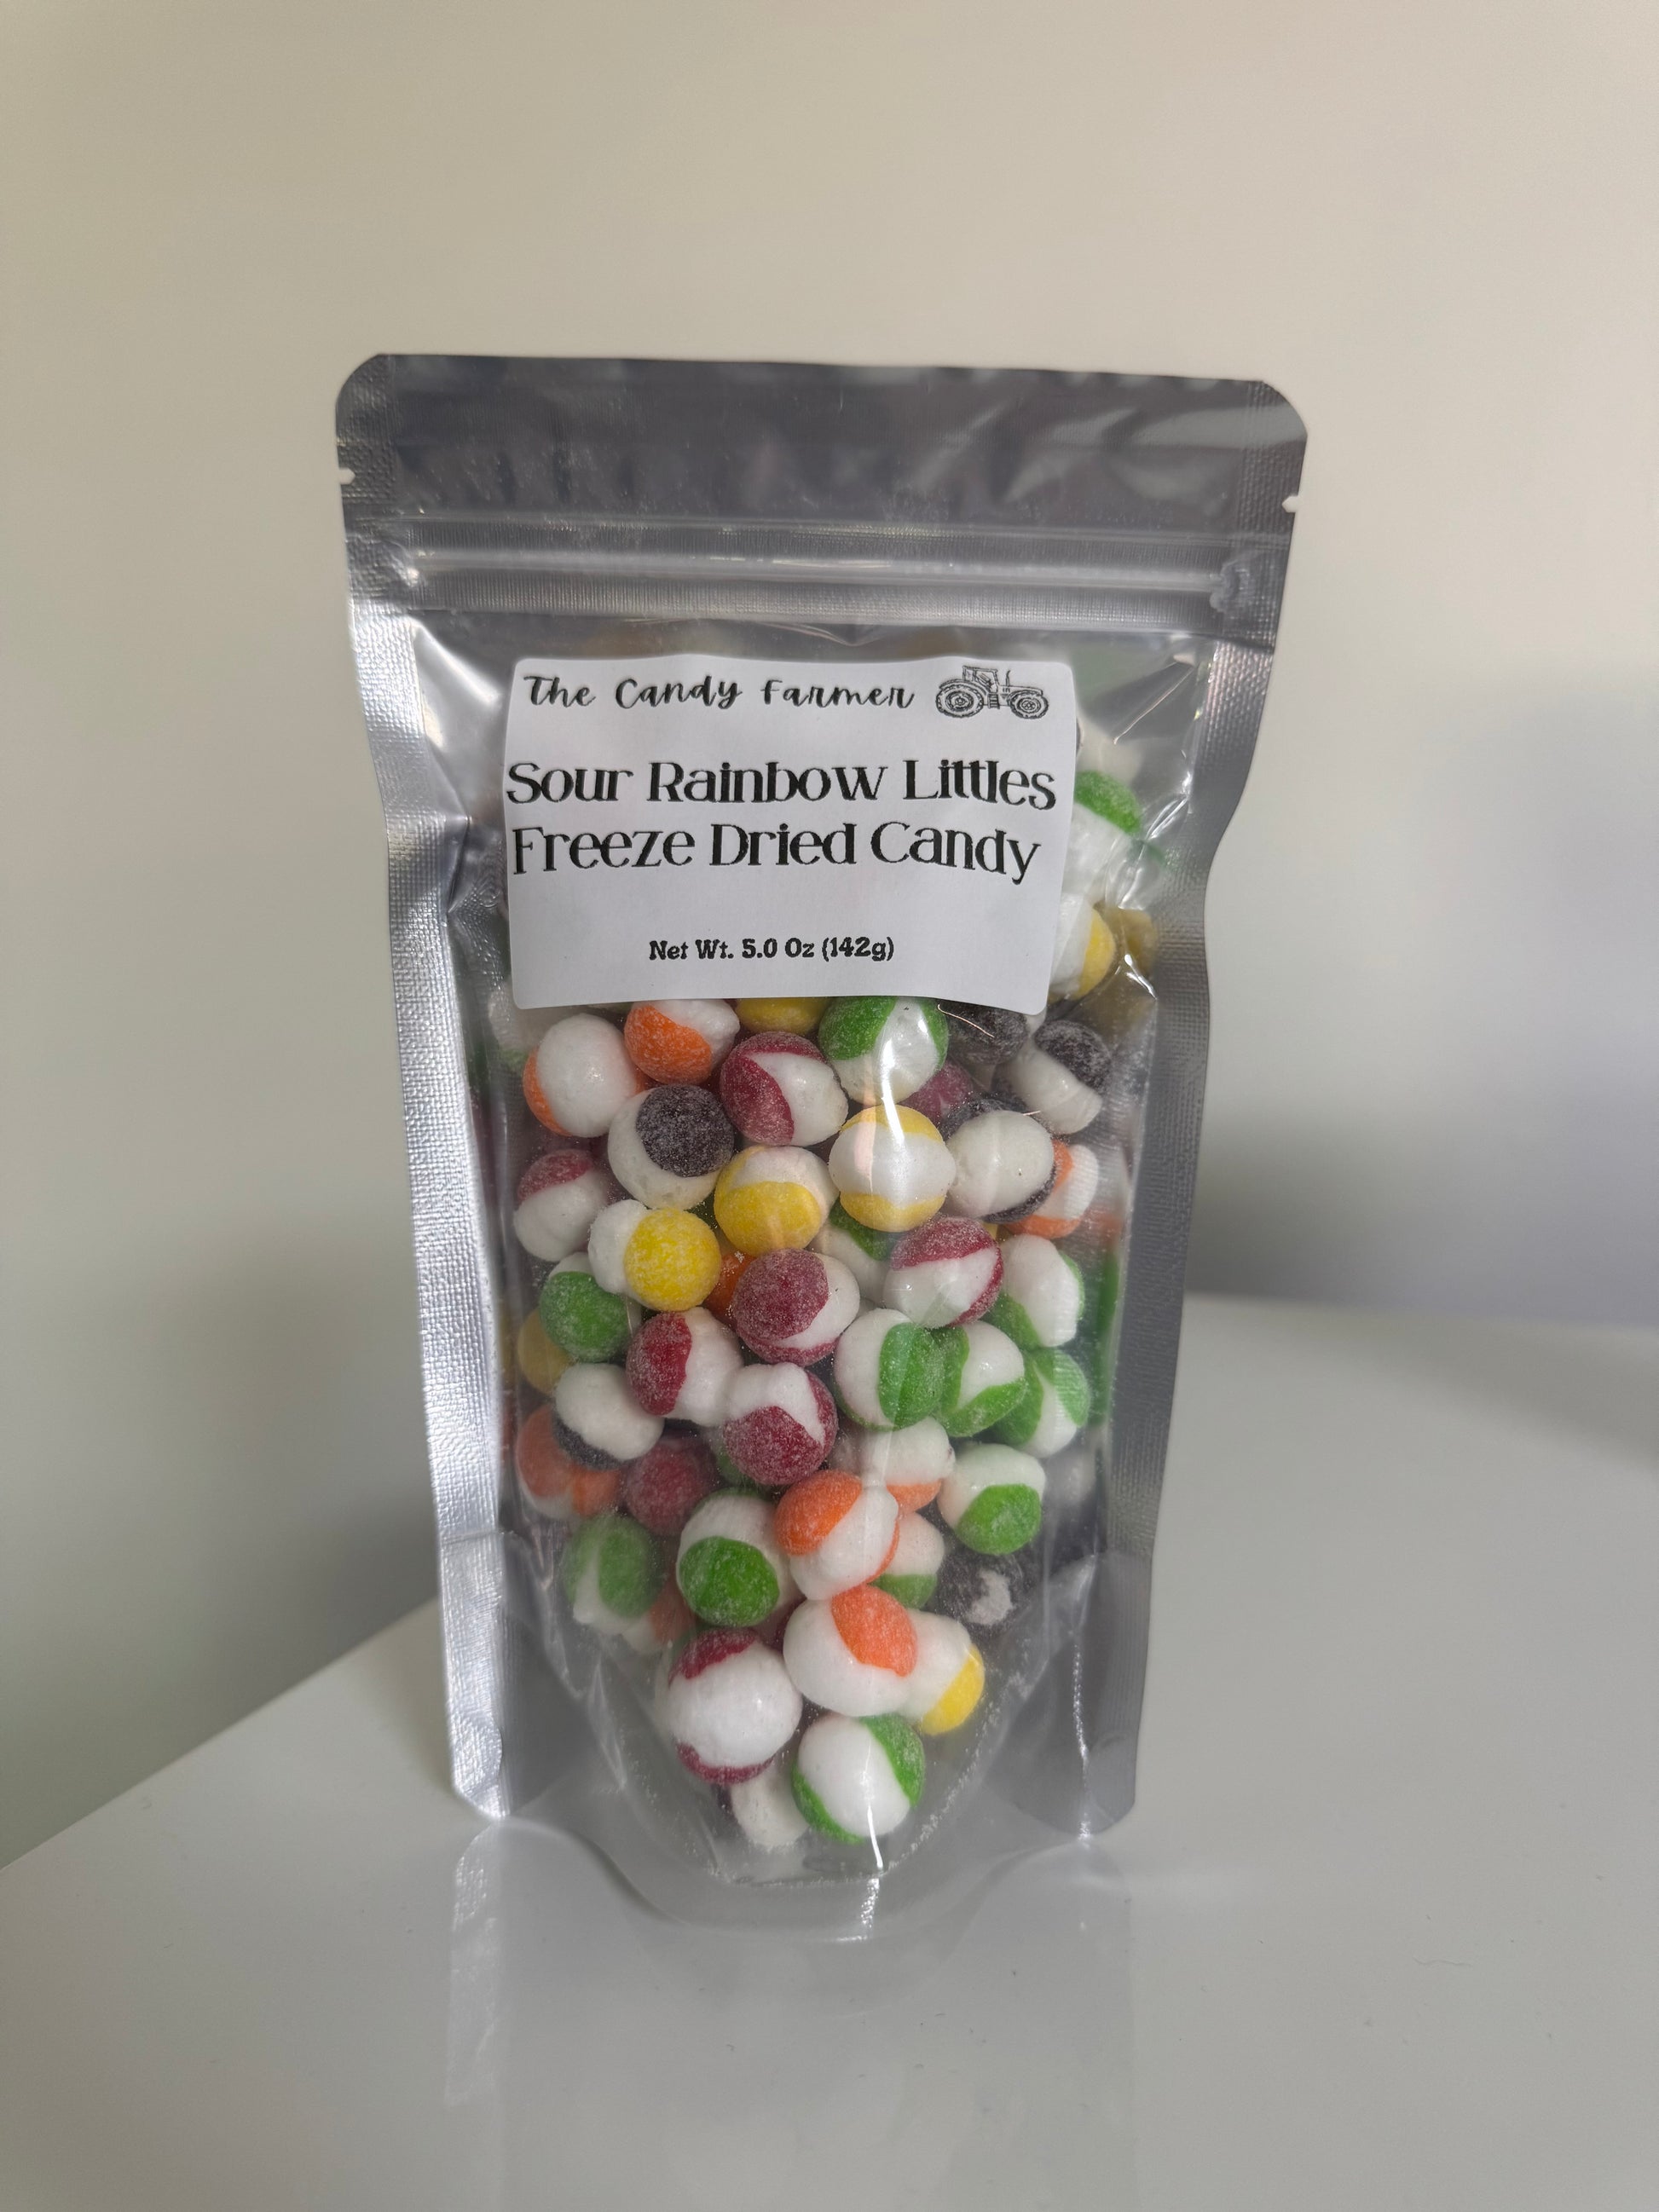 The Candy Farmer
Sour Rainbow Littles
Freeze Dried Candy
Net Wt. 5.0 Oz (142g)